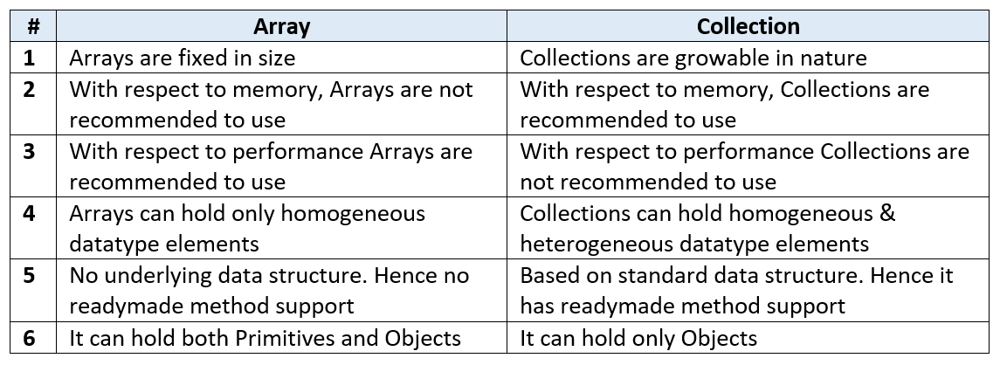 # Array Collection
1 Arrays are fixed in size Collections are growable in nature
2 With respect to memory, Arrays are not With respect to memory, Collections are
recommended to use recommended to use
3 With respect to performance Arrays are With respect to performance Collections are
recommended to use not recommended to use
4 Arrays can hold only homogeneous Collections can hold homogeneous &
datatype elements heterogeneous datatype elements
5 No underlying data structure. Hence no Based on standard data structure. Hence it
readymade method support has readymade method support
6 It can hold both Primitives and Objects It can hold only Objects